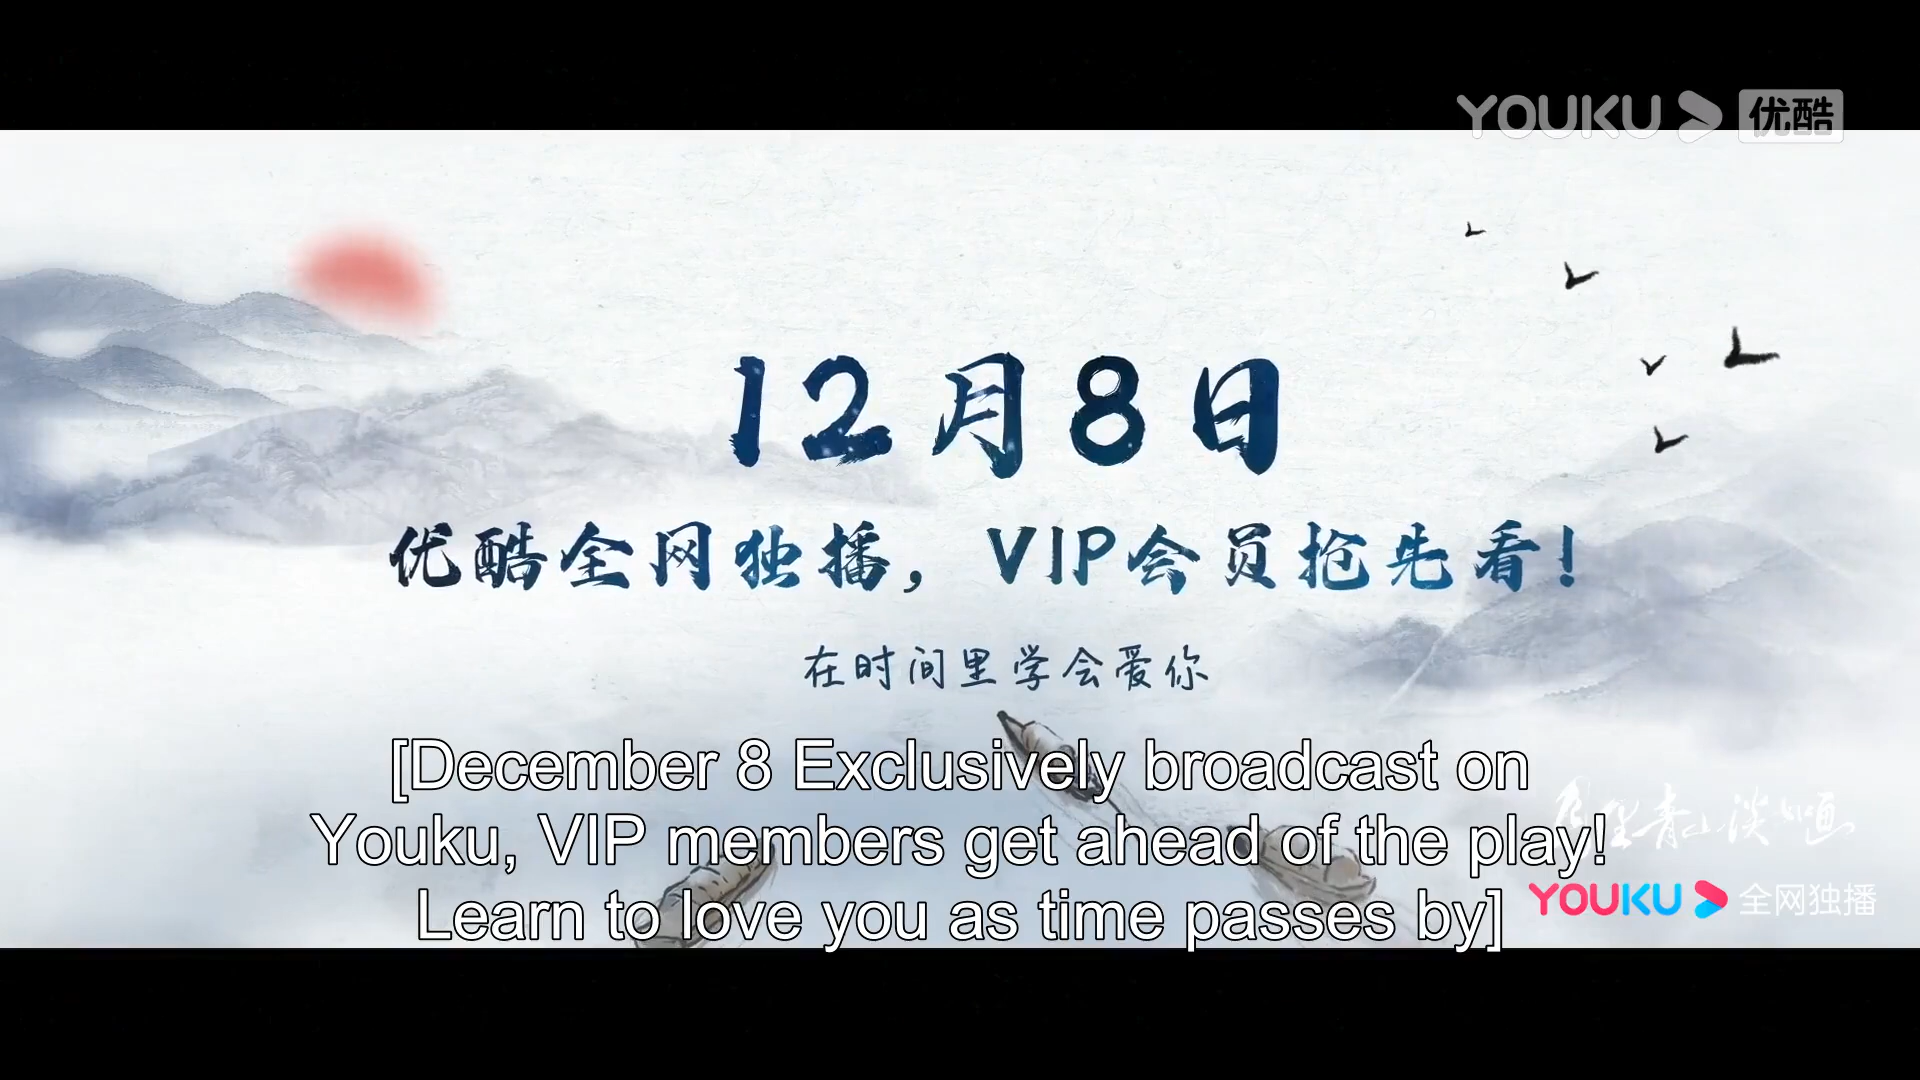 YOUKU 优酷
12月8日
优酷全网独播，VIP会员抢先看！
在时间里学会爱你
[December 8 Exclusively broadcast on
Youku, VIP members get ahead of the play!
Learn to love you as time passes by]
YOUKU 全网独播